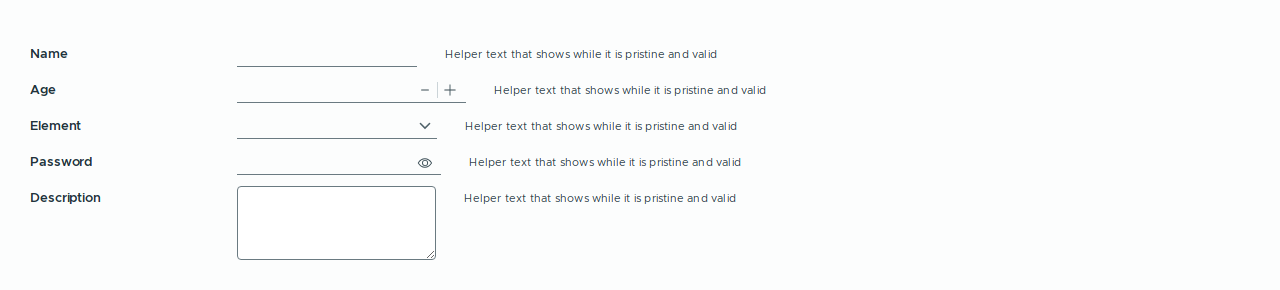 Name Helper text that shows while it is pristine and valid
Age Helper text that shows while it is pristine and valid
Element Helper text that shows while it is pristine and valid
Password Helper text that shows while it is pristine and valid
Description Helper text that shows while it is pristine and valid